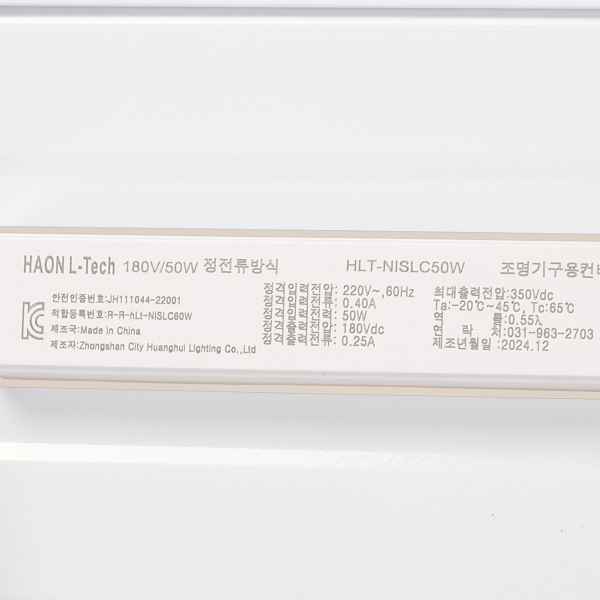 HAON L-Tech 180V/50W 정전류방식 HLT-NISLC50W 조명기구용컨
안전인증번호:JH111044-22001
적합등록번호:R-R-hLt-NISLC60W
제조국:Made in China
제조자:Zhongshan City Huanghui Lighting Co.,Ltd
정격입력전압: 220V~,60Hz
정격입력전류: 0.40A
정격입력전력: 50W
정격출력전압: 180Vdc
정격출력전류: 0.25A
최대출력전압:350Vdc
Ta:-20℃~45℃, Tc:65℃
역 률:0.55λ
연 락 처:031-963-2703
제조년월일 :2024.12